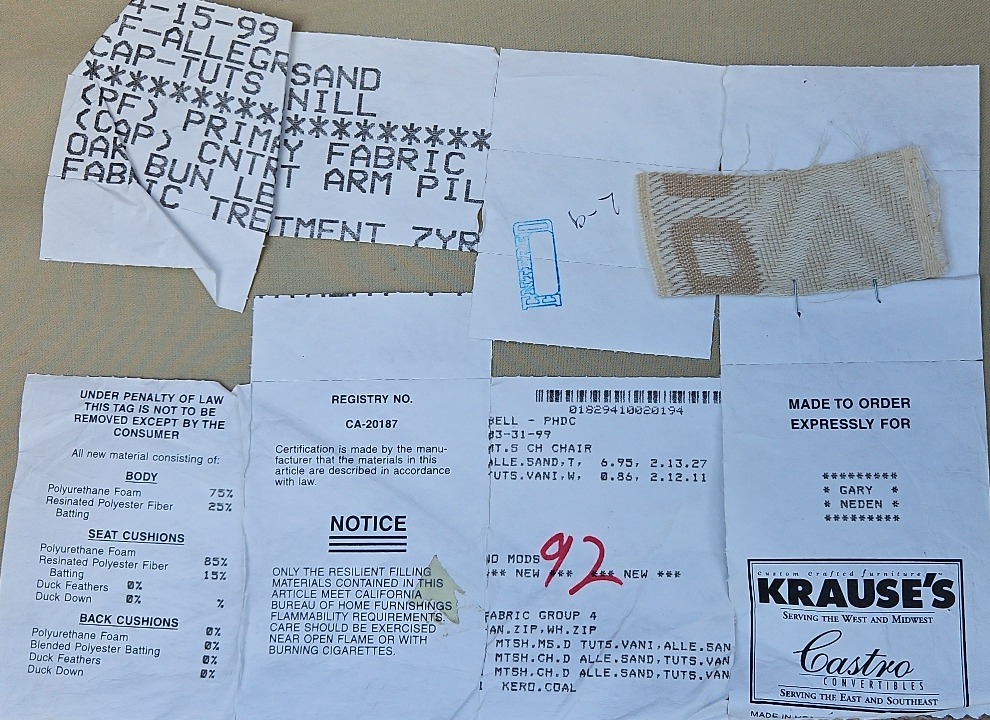 4-15-99
F-ALLEGRSAND
CAP-TUTS NILL
******************
(PF) PRIMAY FABRIC
(CAP) CNTRT ARM PIL
OAK BUN LE
FABRIC TRETMENT 7YR
2-9
ENTERED
UNDER PENALTY OF LAW
THIS TAG IS NOT TO BE
REMOVED EXCEPT BY THE
CONSUMER
All new material consisting of:
BODY
Polyurethane Foam 75%
Resinated Polyester Fiber 25%
Batting
SEAT CUSHIONS
Polyurethane Foam
Resinated Polyester Fiber 85%
Batting 15%
Duck Feathers 0%
Duck Down 0% %
BACK CUSHIONS
Polyurethane Foam 0%
Blended Polyester Batting 0%
Duck Feathers 0%
Duck Down 0%
REGISTRY NO.
CA-20187
Certification is made by the manu-
facturer that the materials in this
article are described in accordance
with law.
NOTICE
ONLY THE RESILIENT FILLING
MATERIALS CONTAINED IN THIS
ARTICLE MEET CALIFORNIA
BUREAU OF HOME FURNISHINGS
FLAMMABILITY REQUIREMENTS.
CARE SHOULD BE EXERCISED
NEAR OPEN FLAME OR WITH
BURNING CIGARETTES.
01829410020194
BELL - PHDC
03-31-99
MT.S CH CHAIR
ALLE.SAND,T, 6.95, 2.13.27
TUTS.VANI,W, 0.86, 2.12.11
NO MODS
92
*** NEW *** *** NEW ***
FABRIC GROUP 4
AN.ZIP,WH.ZIP
MTSH.MS.D TUTS.VANI,ALLE.SAN
MTSH.CH.D ALLE.SAND,TUTS.VAN
MTSH.CH.D ALLE.SAND,TUTS.VAN
KERO.COAL
MADE TO ORDER
EXPRESSLY FOR
*********
* GARY *
* NEDEN *
*********
custom crafted furniture
KRAUSE'S
SERVING THE WEST AND MIDWEST
Castro
CONVERTIBLES
SERVING THE EAST AND SOUTHEAST
MADE IN